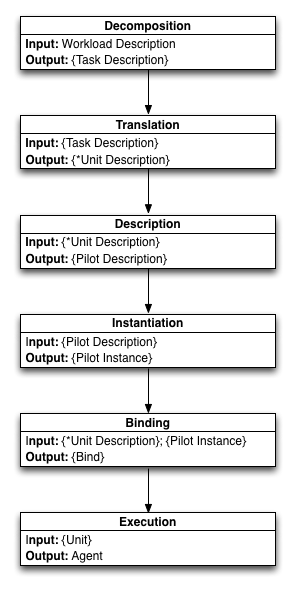 Decomposition
Input: Workload Description
Output: {Task Description}
Translation
Input: {Task Description}
Output: {*Unit Description}
Description
Input: {*Unit Description}
Output: {Pilot Description}
Instantiation
Input: {Pilot Description}
Output: {Pilot Instance}
Binding
Input: {*Unit Description}; {Pilot Instance}
Output: {Bind}
Execution
Input: {Unit}
Output: Agent